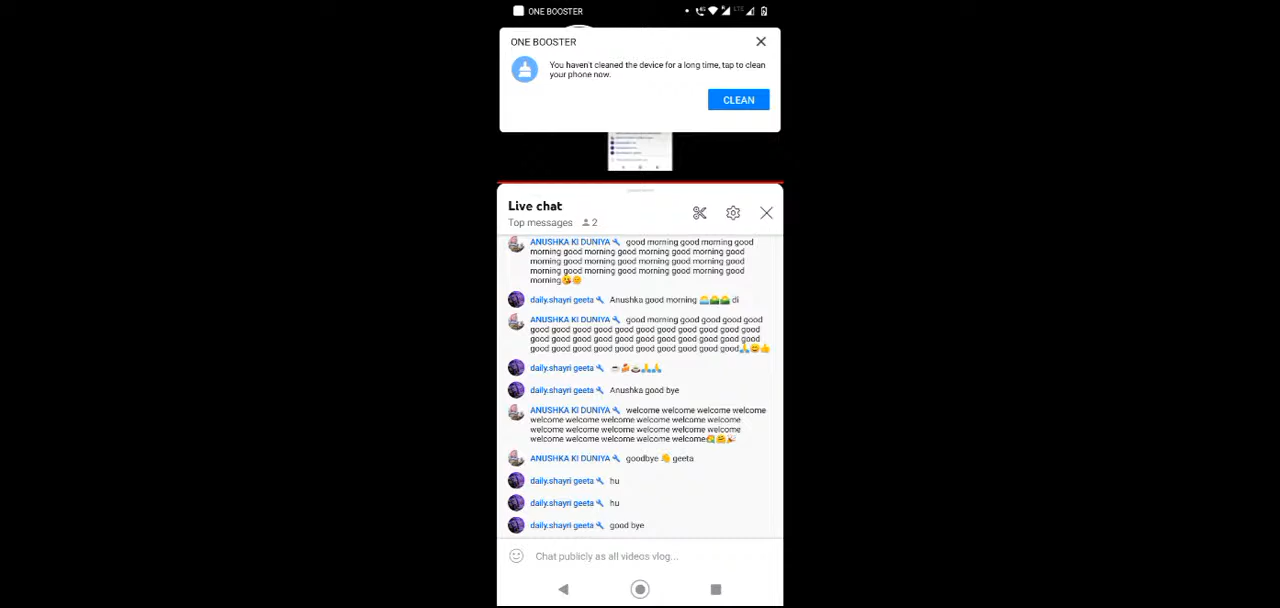 ONE BOOSTER
LTE
ONE BOOSTER
You haven't cleaned the device for a long time, tap to clean
your phone now.
CLEAN
Live chat
Top messages 2
ANUSHKA KI DUNIYA good morning good morning good
morning good morning good morning good morning good
morning good morning good morning good morning good
morning good morning good morning good morning good
morning😘🌞
daily.shayri geeta Anushka good morning 🌅🌄🌄 di
ANUSHKA KI DUNIYA good morning good good good good
good good good good good good good good good good good
good good good good good good good good good good good
good good good good good good good good good good🙏😄👍
daily.shayri geeta ☕🍰🍲🙏🙏
daily.shayri geeta Anushka good bye
ANUSHKA KI DUNIYA welcome welcome welcome welcome
welcome welcome welcome welcome welcome welcome
welcome welcome welcome welcome welcome welcome
welcome welcome welcome welcome welcome🥰🤗🎉
ANUSHKA KI DUNIYA goodbye 👋 geeta
daily.shayri geeta hu
daily.shayri geeta hu
daily.shayri geeta good bye
Chat publicly as all videos vlog...